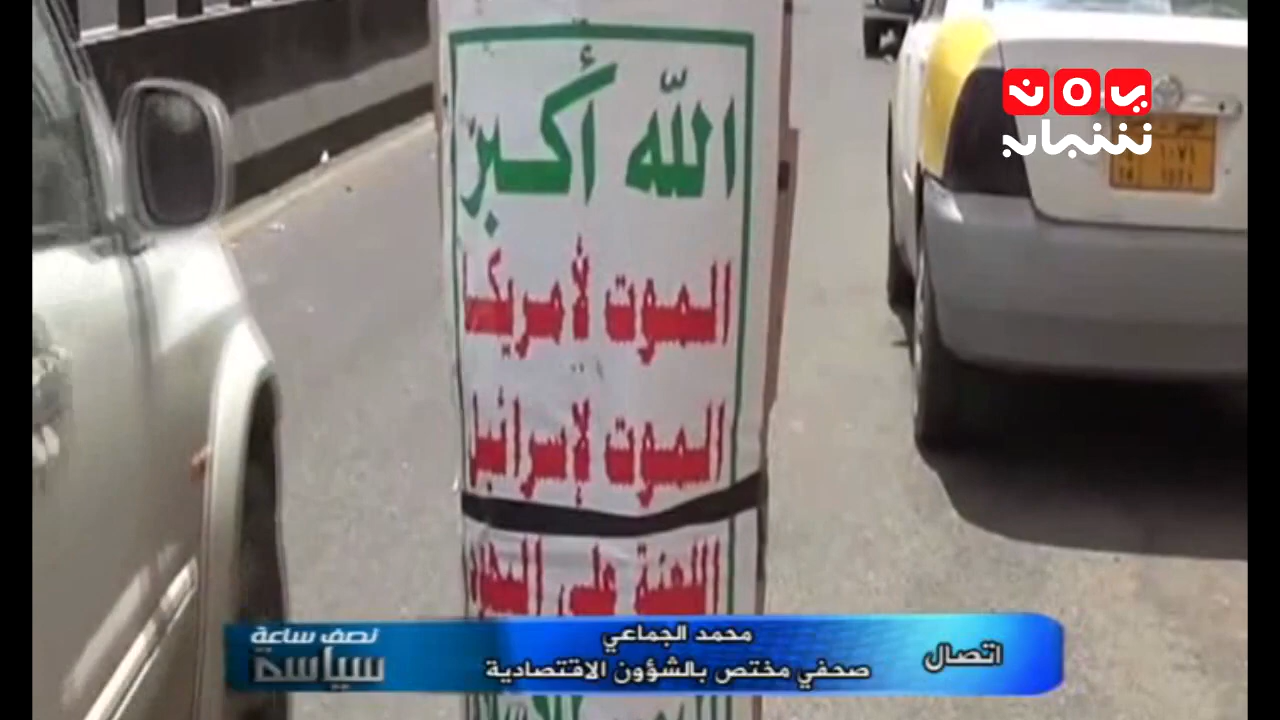 الله أكبر
الموت لأمريكا
الموت لإسرائيل
اللعنة على اليهود
يمن
شباب
اتصال
محمد الجماعي
صحفي مختص بالشؤون الاقتصادية
نصف ساعة
سياسة